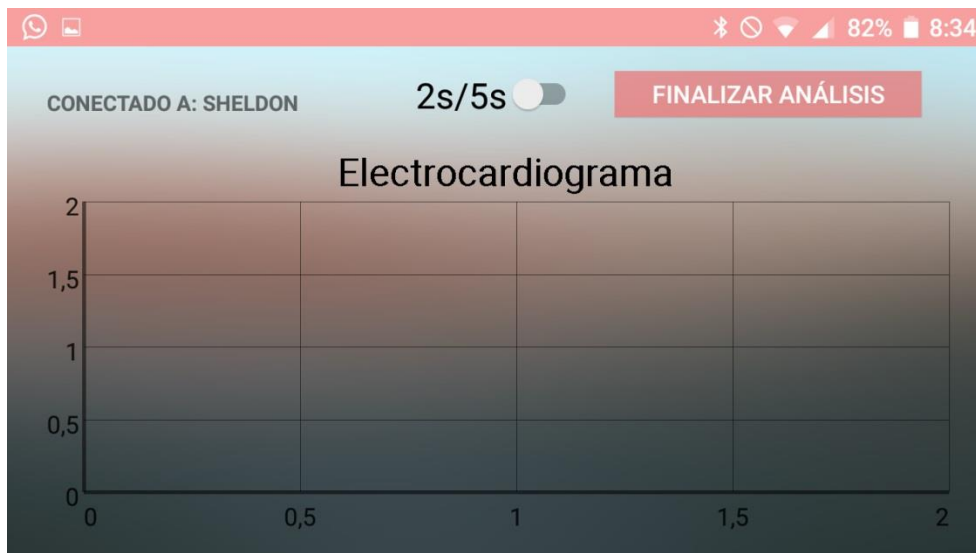 82% 8:34
CONECTADO A: SHELDON
2s/5s
FINALIZAR ANÁLISIS
Electrocardiograma
2
1,5
1
0,5
0
0 0,5 1 1,5 2